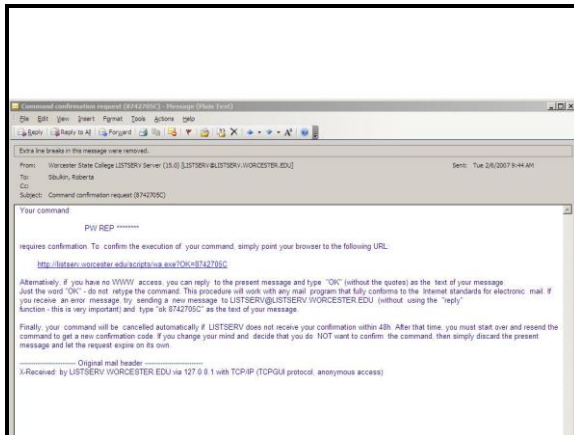 Command confirmation request (8742705C) - Message (Plain Text)
File Edit View Insert Format Tools Actions Help
Reply Reply to All Forward
Extra line breaks in this message were removed.
From: Worcester State College LISTSERV Server (15.0) [LISTSERV@LISTSERV.WORCESTER.EDU] Sent: Tue 2/6/2007 9:44 AM
To: Sibulkin, Roberta
Cc:
Subject: Command confirmation request (8742705C)
Your command:
PW REP ********
requires confirmation. To confirm the execution of your command, simply point your browser to the following URL:
http://listserv.worcester.edu/scripts/wa.exe?OK=8742705C
Alternatively, if you have no WWW access, you can reply to the present message and type "OK" (without the quotes) as the text of your message.
Just the word "OK" - do not retype the command. This procedure will work with any mail program that fully conforms to the Internet standards for electronic mail. If
you receive an error message, try sending a new message to LISTSERV@LISTSERV.WORCESTER.EDU (without using the "reply"
function - this is very important) and type "ok 8742705C" as the text of your message.
Finally, your command will be cancelled automatically if LISTSERV does not receive your confirmation within 48h. After that time, you must start over and resend the
command to get a new confirmation code. If you change your mind and decide that you do NOT want to confirm the command, then simply discard the present
message and let the request expire on its own.
---------------------- Original mail header ----------------------
X-Received: by LISTSERV.WORCESTER.EDU via 127.0.0.1 with TCP/IP (TCPGUI protocol, anonymous access)